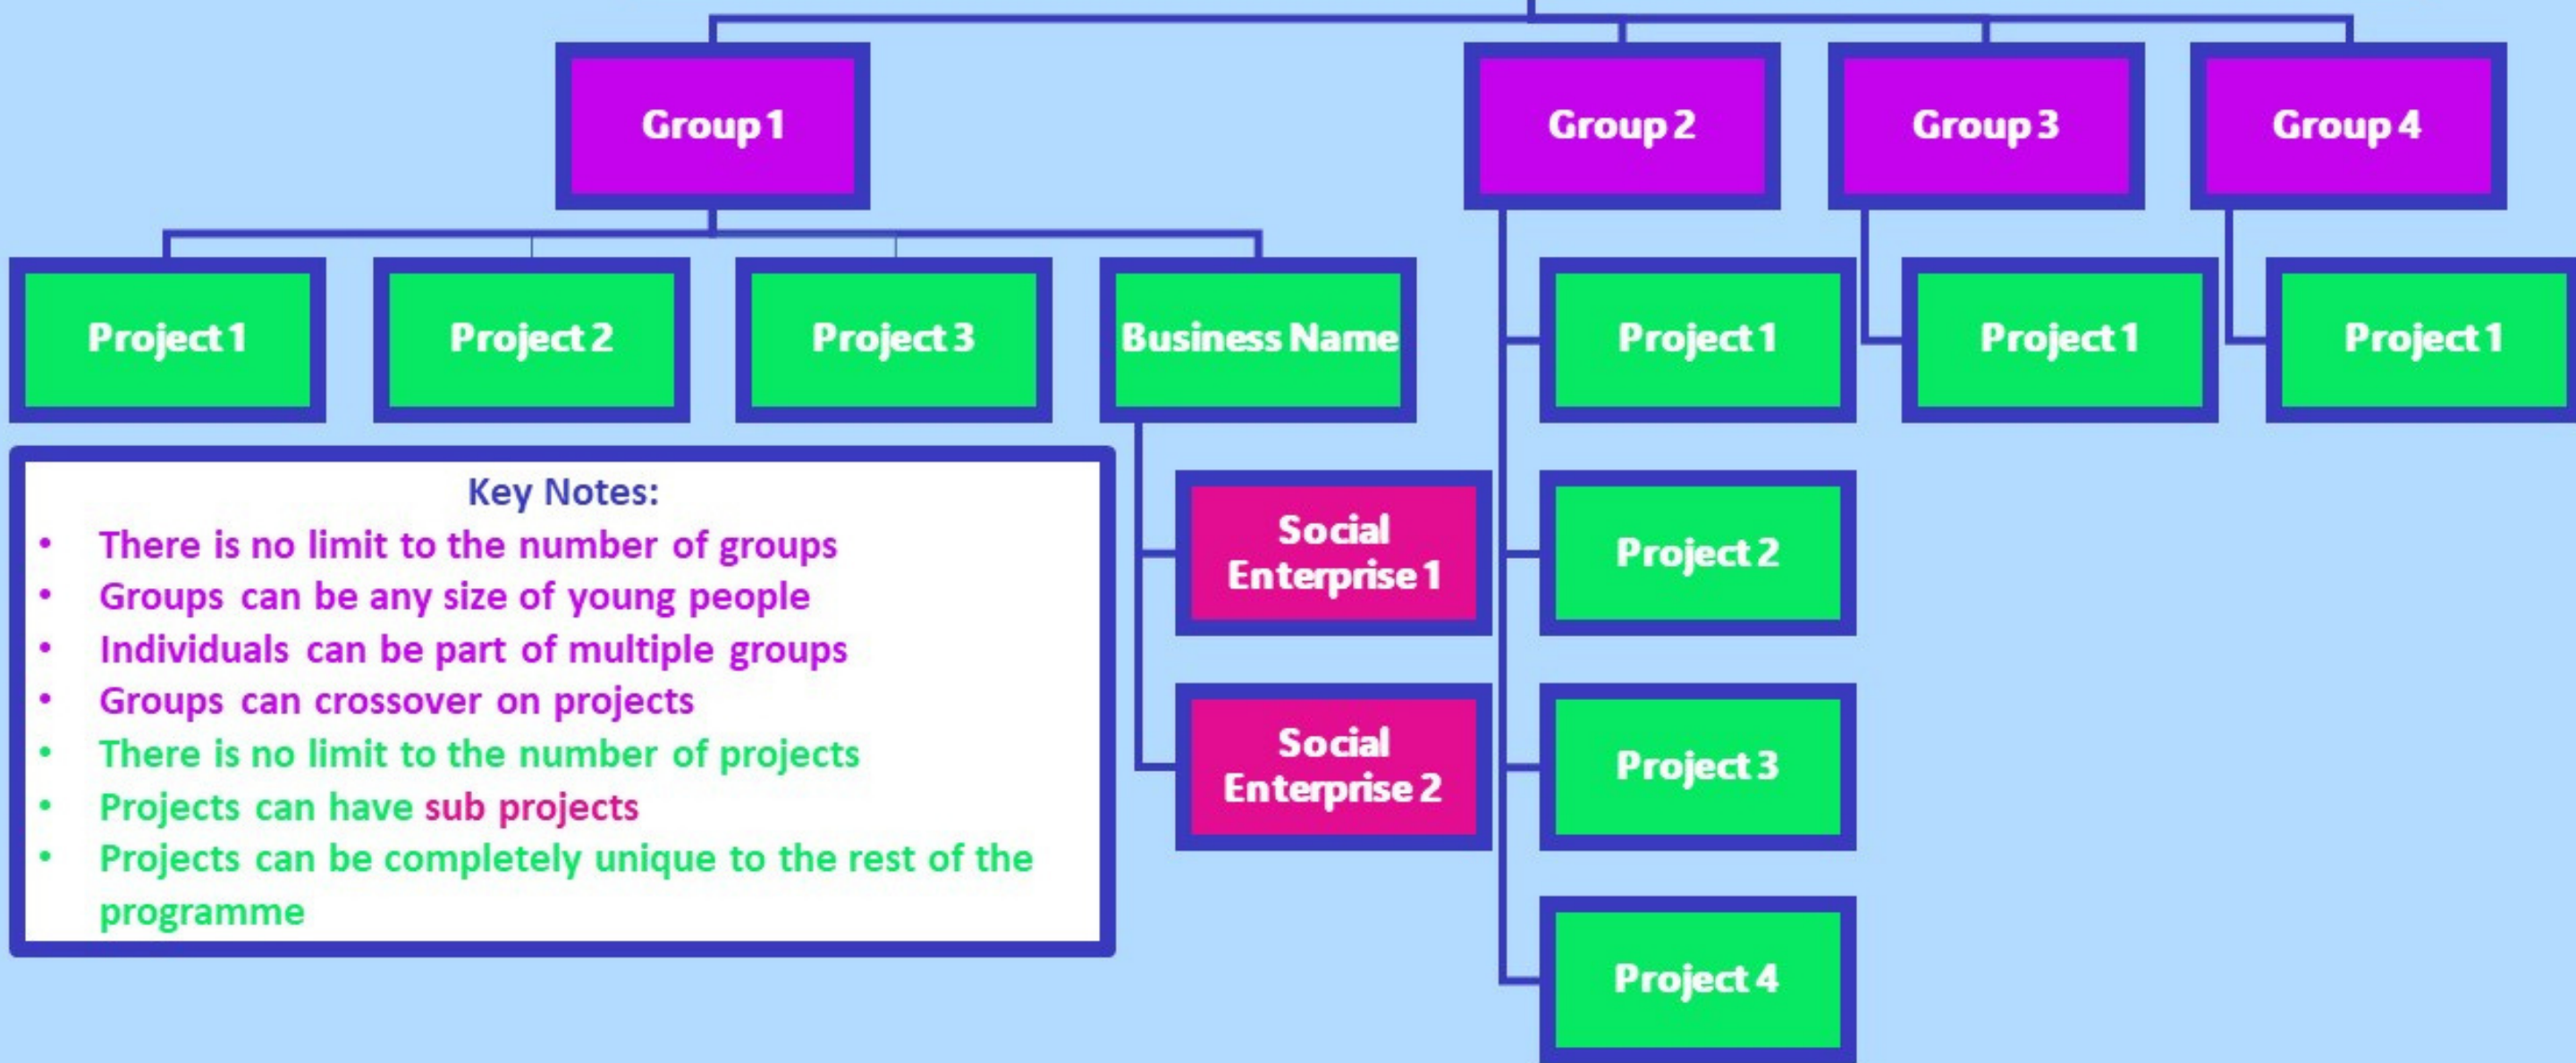 Group 1
Group 2
Group 3
Group 4
Project 1
Project 2
Project 3
Business Name
Project 1
Project 1
Project 1
Key Notes:
• There is no limit to the number of groups
• Groups can be any size of young people
• Individuals can be part of multiple groups
• Groups can crossover on projects
• There is no limit to the number of projects
• Projects can have sub projects
• Projects can be completely unique to the rest of the
programme
Social
Enterprise 1
Social
Enterprise 2
Project 2
Project 3
Project 4